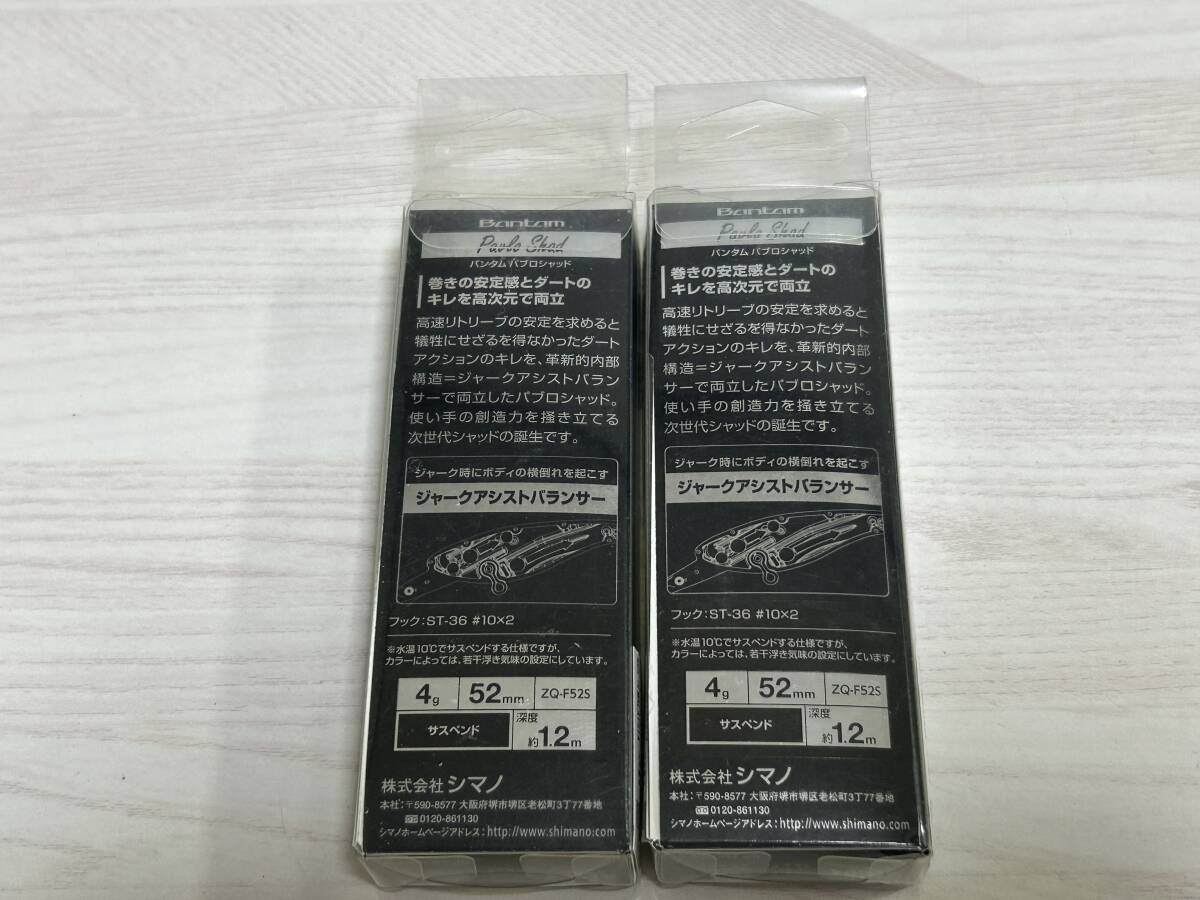 Bantam
Pavlo Shad
バンタム パブロシャッド
巻きの安定感とダートの
キレを高次元で両立
高速リトリーブの安定を求めると
犠牲にせざるを得なかったダート
アクションのキレを、革新的内部
構造=ジャークアシストバラン
サーで両立したパブロシャッド。
使い手の創造力を掻き立てる
次世代シャッドの誕生です。
ジャーク時にボディの横倒れを起こす
ジャークアシストバランサー
フック:ST-36 #10×2
※水温10℃でサスペンドする仕様ですが、
カラーによっては、若干浮き気味の設定にしています。
4g 52mm ZQ-F52S
サスペンド 深度 約1.2m
株式会社 シマノ
本社:〒590-8577 大阪府堺市堺区老松町3丁77番地
0120-861130
シマノホームページアドレス:http://www.shimano.com
Bantam
Pavlo Shad
バンタム パブロシャッド
巻きの安定感とダートの
キレを高次元で両立
高速リトリーブの安定を求めると
犠牲にせざるを得なかったダート
アクションのキレを、革新的内部
構造=ジャークアシストバラン
サーで両立したパブロシャッド。
使い手の創造力を掻き立てる
次世代シャッドの誕生です。
ジャーク時にボディの横倒れを起こす
ジャークアシストバランサー
フック:ST-36 #10×2
※水温10℃でサスペンドする仕様ですが、
カラーによっては、若干浮き気味の設定にしています。
4g 52mm ZQ-F52S
サスペンド 深度 約1.2m
株式会社 シマノ
本社:〒590-8577 大阪府堺市堺区老松町3丁77番地
0120-861130
シマノホームページアドレス:http://www.shimano.com